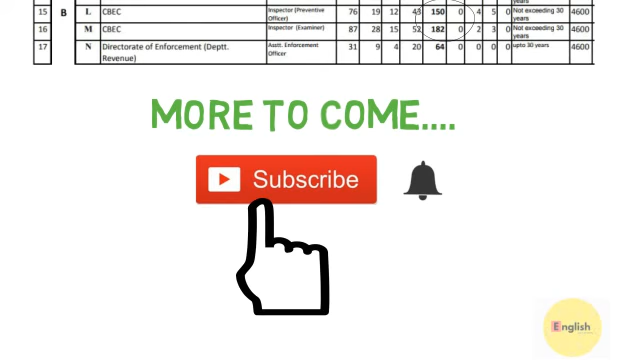 15 B L CBEC Inspector (Preventive Officer) 76 19 12 43 150 0 4 5 0 Not exceeding 30 years 4600
16 M CBEC Inspector (Examiner) 87 28 15 52 182 0 2 3 0 Not exceeding 30 years 4600
17 N Directorate of Enforcement (Deptt. Revenue) Asstt. Enforcement Officer 31 9 4 20 64 0 0 0 0 upto 30 years 4600
MORE TO COME....
Subscribe
English